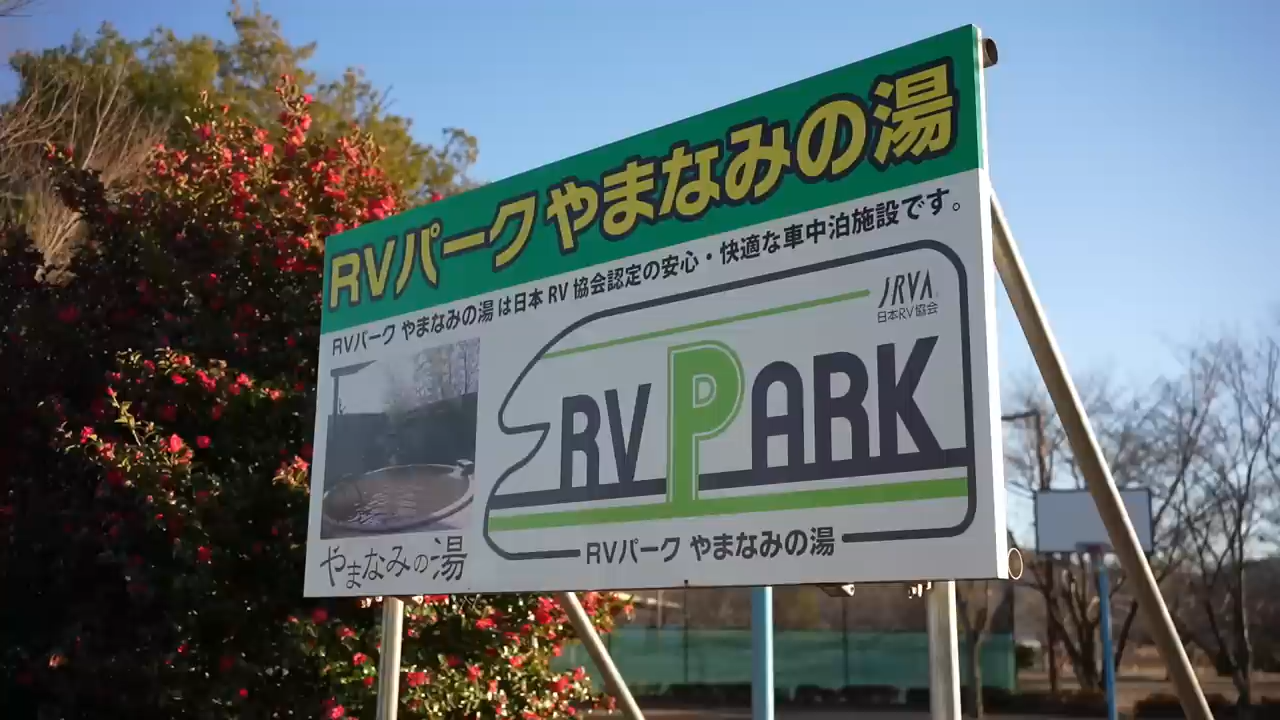 RVパークやまなみの湯
RVパーク やまなみの湯 は日本 RV 協会認定の安心・快適な車中泊施設です。
JRVA
日本RV協会
RV PARK
RVパーク やまなみの湯
やまなみの湯